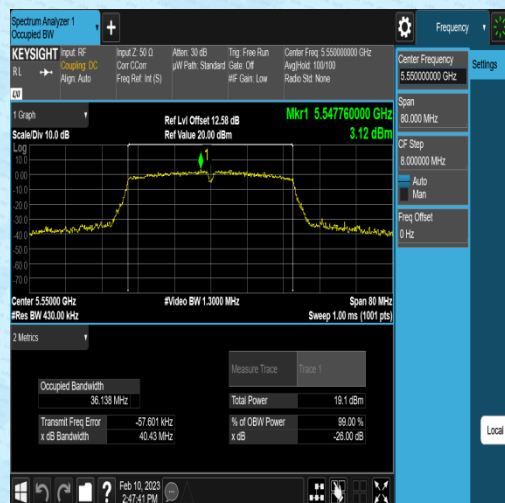 Spectrum Analyzer 1
Occupied BW
+
Frequency
KEYSIGHT
Input: RF
Coupling: DC
Align: Auto
Input Z: 50 Ω
Corr CCorr
Freq Ref: Int (S)
Atten: 30 dB
µW Path: Standard
Trig: Free Run
Gate: Off
#IF Gain: Low
Center Freq: 5.550000000 GHz
Avg|Hold: 100/100
Radio Std: None
RL
LXI
Center Frequency
5.550000000 GHz
Settings
Span
80.000 MHz
CF Step
8.000000 MHz
Auto
Man
Freq Offset
0 Hz
Local
1 Graph
Scale/Div 10.0 dB
Ref Lvl Offset 12.58 dB
Ref Value 20.00 dBm
Mkr1 5.547760000 GHz
3.12 dBm
Log
10.0
0.00
-10.0
-20.0
-30.0
-40.0
-50.0
-60.0
-70.0
1
Center 5.55000 GHz
#Res BW 430.00 kHz
#Video BW 1.3000 MHz
Span 80 MHz
Sweep 1.00 ms (1001 pts)
2 Metrics
Measure Trace
Trace 1
Occupied Bandwidth
36.138 MHz
Total Power
19.1 dBm
Transmit Freq Error
-57.601 kHz
% of OBW Power
99.00 %
x dB Bandwidth
40.43 MHz
x dB
-26.00 dB
?
Feb 10, 2023
2:47:41 PM